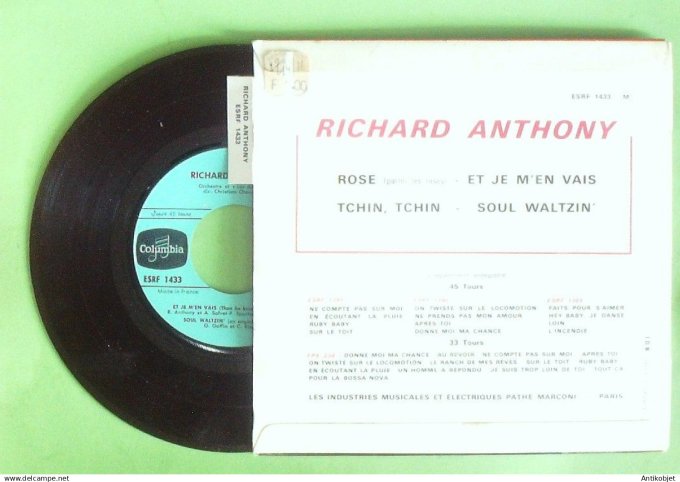 RICHARD ANTHONY
ESRF 1433
RICHARD
Columbia
ESRF 1433
Made in France
ET JE M'EN VAIS
SOUL WALTZIN'
ESRF 1433 M
RICHARD ANTHONY
ROSE - ET JE M'EN VAIS
TCHIN, TCHIN - SOUL WALTZIN'
45 Tours
NE COMPTE PAS SUR MOI
EN ÉCOUTANT LA PLUIE
RUBY BABY
SUR LE TOIT
ON TWISTE SUR LE LOCOMOTION
NE PRENDS PAS MON AMOUR
APRÈS TOI
DONNE MOI MA CHANCE
FAITS POUR S'AIMER
HEY BABY, JE DANSE
LOIN
L'INCENDIE
33 Tours
DONNE MOI MA CHANCE AU REVOIR NE COMPTE PAS SUR MOI APRES TOI
ON TWISTE SUR LE LOCOMOTION LE RANCH DE MES RÊVES SUR LE TOIT RUBY BABY
EN ÉCOUTANT LA PLUIE UN HOMME A RÉPONDU JE SUIS TROP LOIN DE TOI TOUT ÇA
POUR LA BOSSA NOVA
LES INDUSTRIES MUSICALES ET ÉLECTRIQUES PATHÉ MARCONI PARIS
delcampe.net
Antikobjet